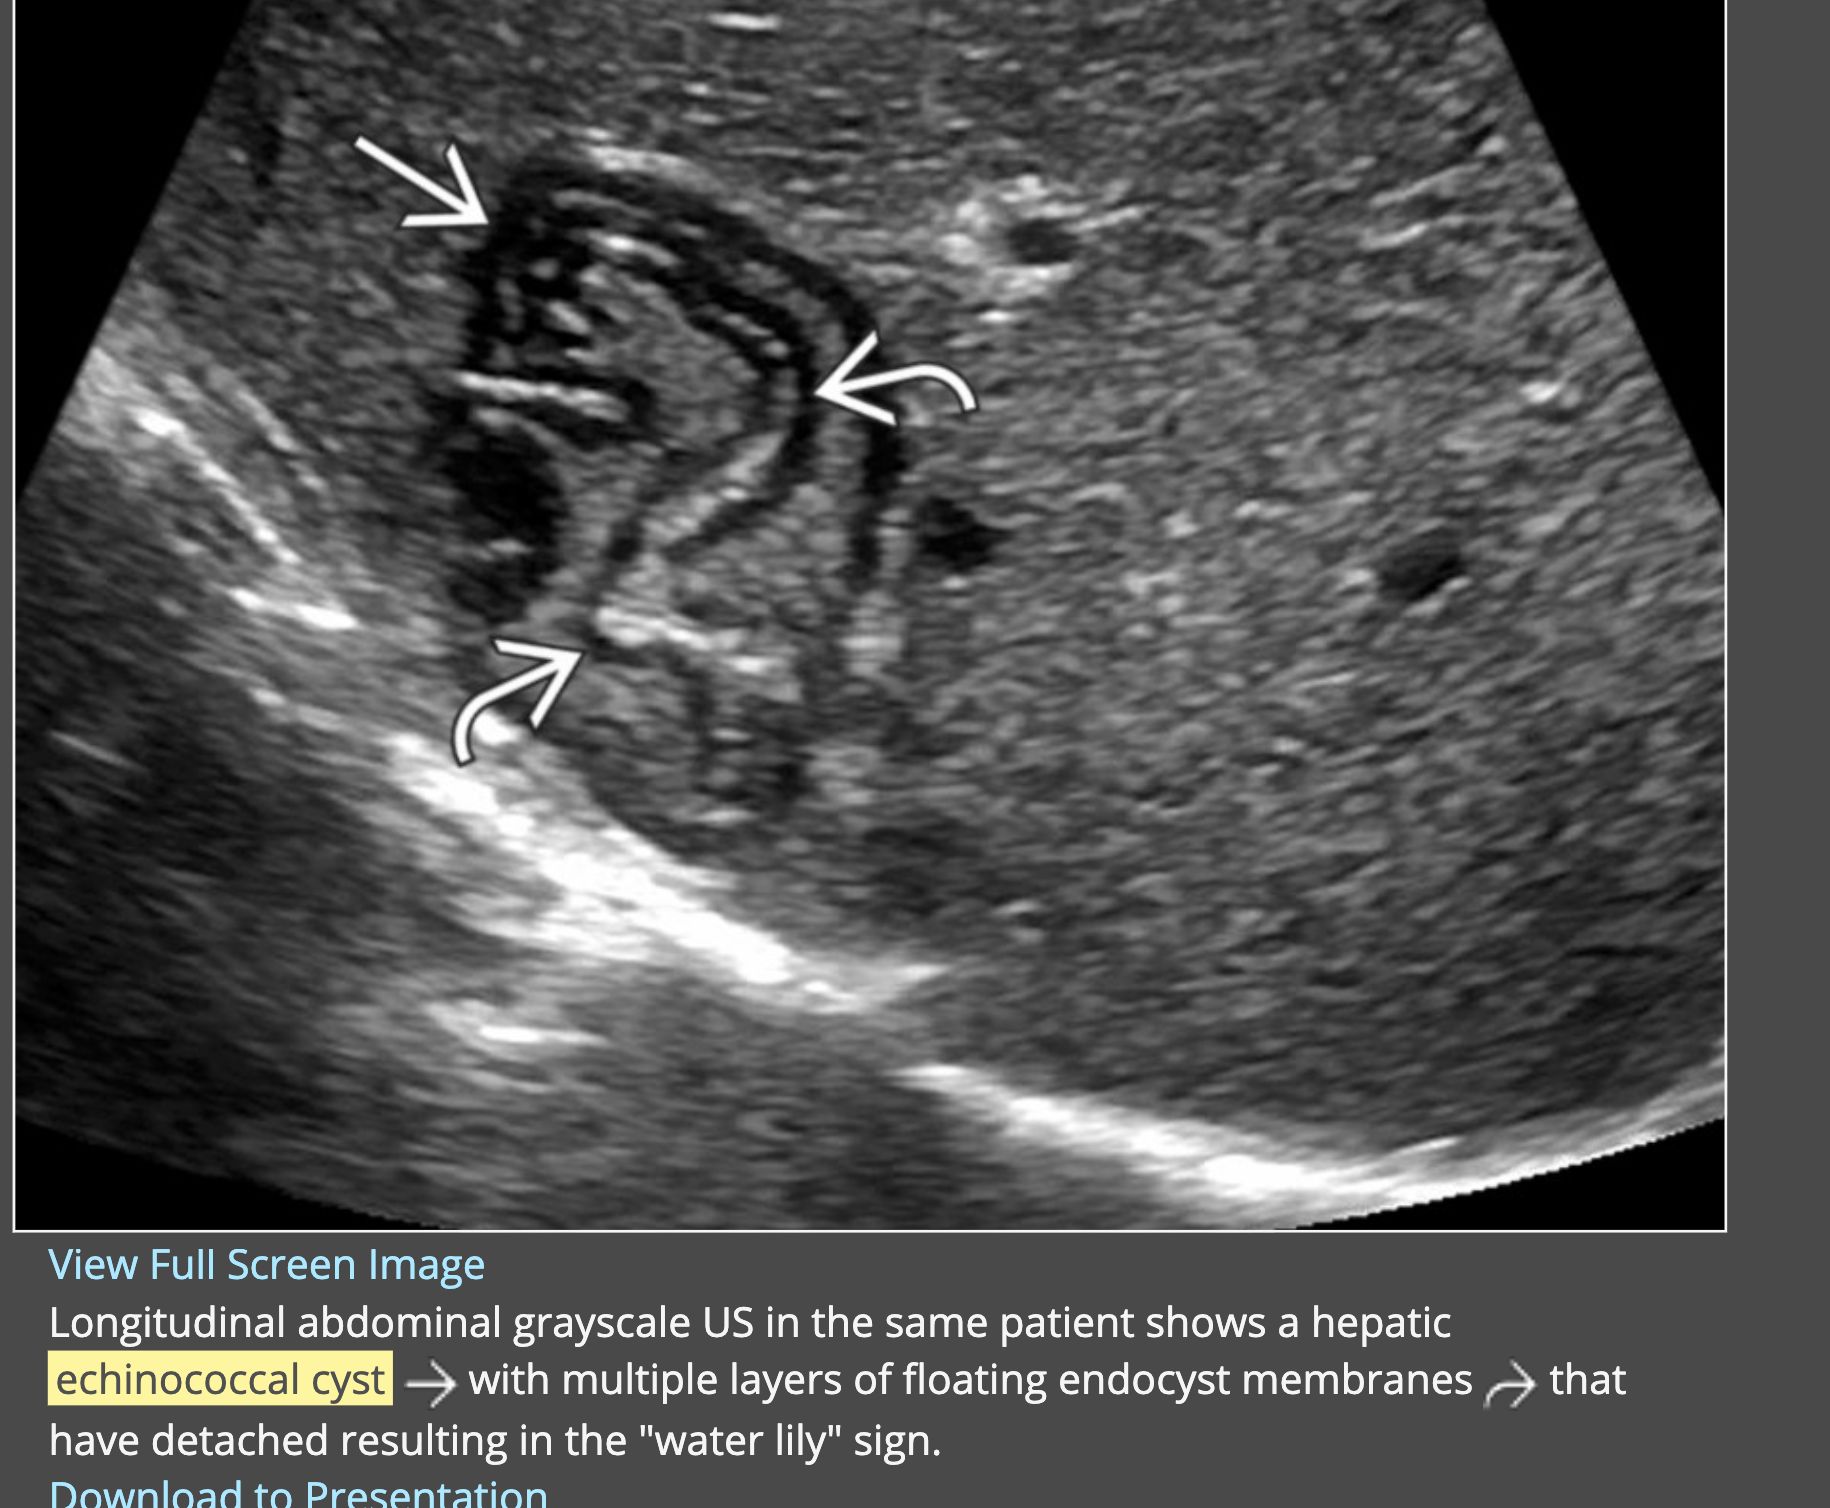 View Full Screen Image
Longitudinal abdominal grayscale US in the same patient shows a hepatic
echinococcal cyst → with multiple layers of floating endocyst membranes ↷ that
have detached resulting in the "water lily" sign.
Download to Presentation